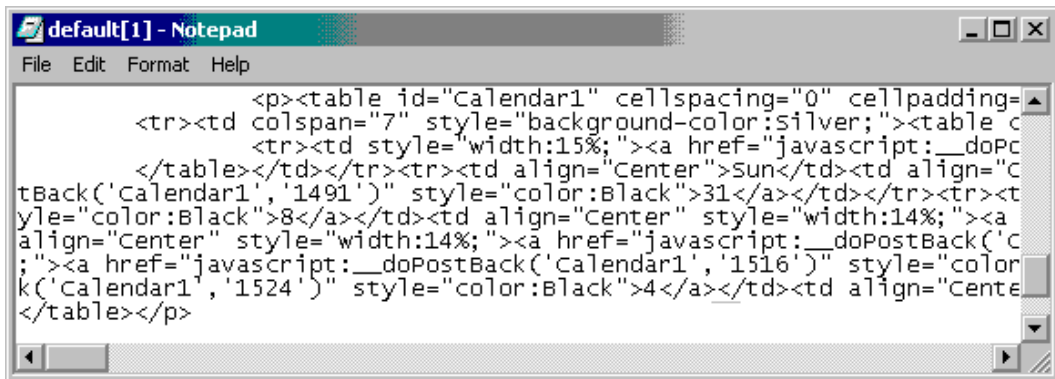 default[1] - Notepad
File Edit Format Help
<p><table id="Calendar1" cellspacing="0" cellpadding=
<tr><td colspan="7" style="background-color:Silver;"><table c
<tr><td style="width:15%;"><a href="javascript:__doPc
</table></td></tr><tr><td align="Center">Sun</td><td align="C
tBack('Calendar1','1491')" style="color:Black">31</a></td></tr><tr><t
yle="color:Black">8</a></td><td align="Center" style="width:14%;"><a
align="Center" style="width:14%;"><a href="javascript:__doPostBack('C
;"><a href="javascript:__doPostBack('Calendar1','1516')" style="color
k('Calendar1','1524')" style="color:Black">4</a></td><td align="Cente
</table></p>